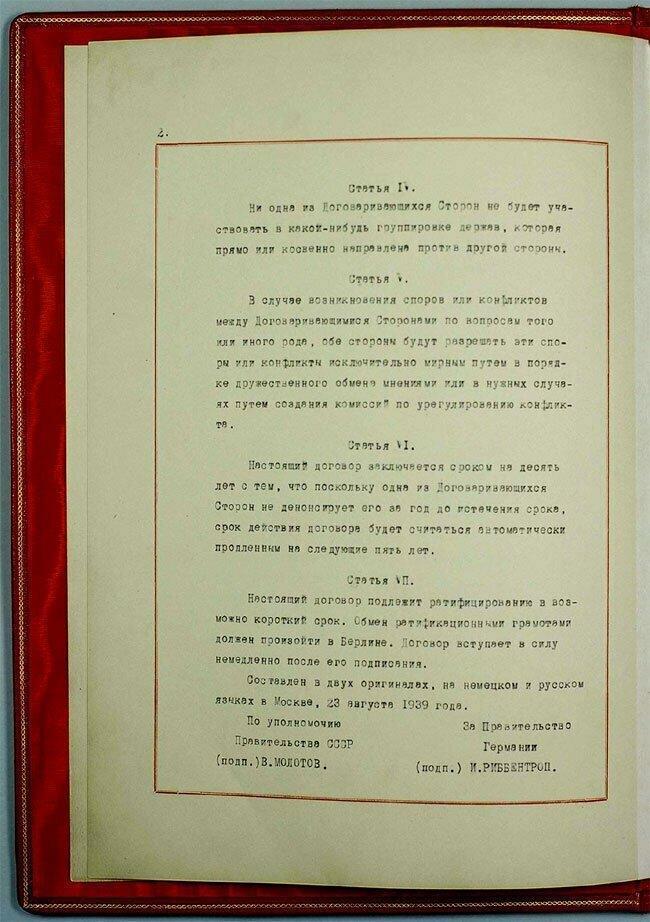 2.
Статья IV.
Ни одна из Договаривающихся Сторон не будет уча-
ствовать в какой-нибудь группировке держав, которая
прямо или косвенно направлена против другой стороны.
Статья V.
В случае возникновения споров или конфликтов
между Договаривающимися Сторонами по вопросам того
или иного рода, обе стороны будут разрешать эти спо-
ры или конфликты исключительно мирным путем в поряд-
ке дружественного обмена мнениями или в нужных случа-
ях путем создания комиссий по урегулированию конфлик-
та.
Статья VI.
Настоящий договор заключается сроком на десять
лет с тем, что поскольку одна из Договаривающихся
Сторон не денонсирует его за год до истечения срока,
срок действия договора будет считаться автоматически
продленным на следующие пять лет.
Статья VII.
Настоящий договор подлежит ратифицированию в воз-
можно короткий срок. Обмен ратификационными грамотами
должен произойти в Берлине. Договор вступает в силу
немедленно после его подписания.
Составлен в двух оригиналах, на немецком и русском
языках в Москве, 23 августа 1939 года.
По уполномочию За Правительство
Правительства СССР Германии
(подп.)В.МОЛОТОВ. (подп.) И.РИББЕНТРОП.